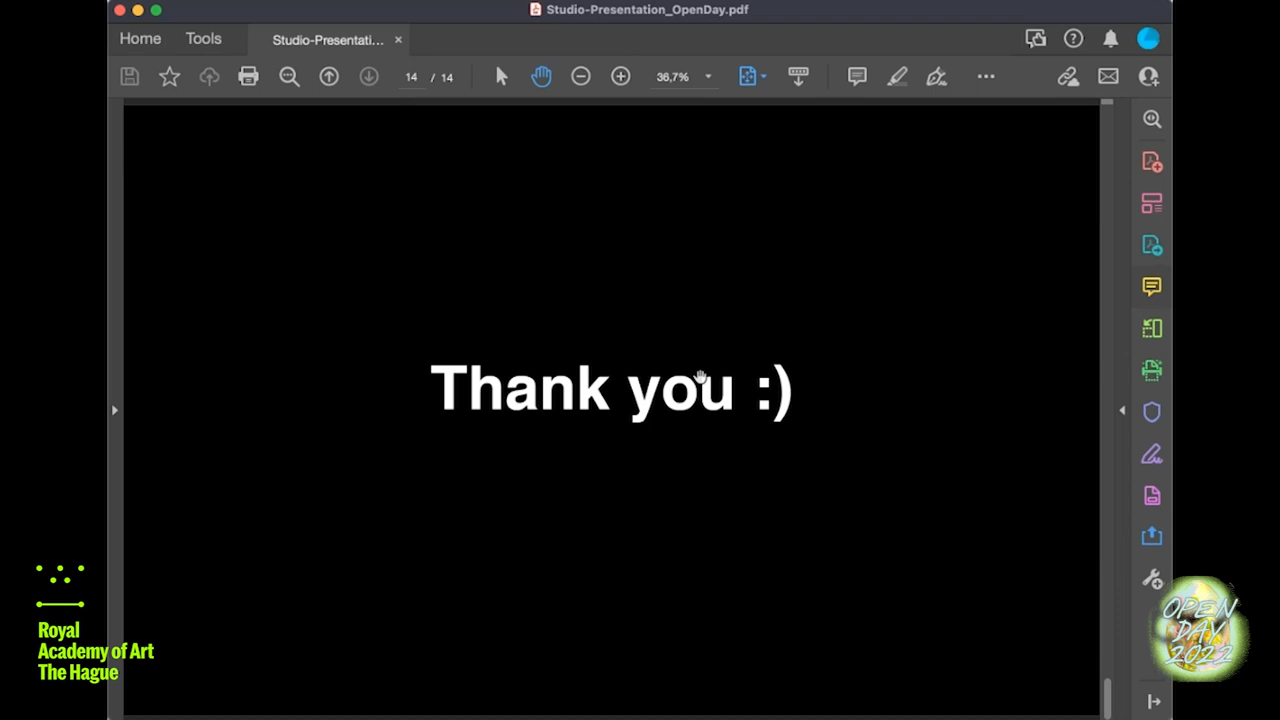 Studio-Presentation_OpenDay.pdf
Home
Tools
Studio-Presentati...
14 / 14
36,7%
Thank you :)
Royal
Academy of Art
The Hague
OPEN
DAY
2022